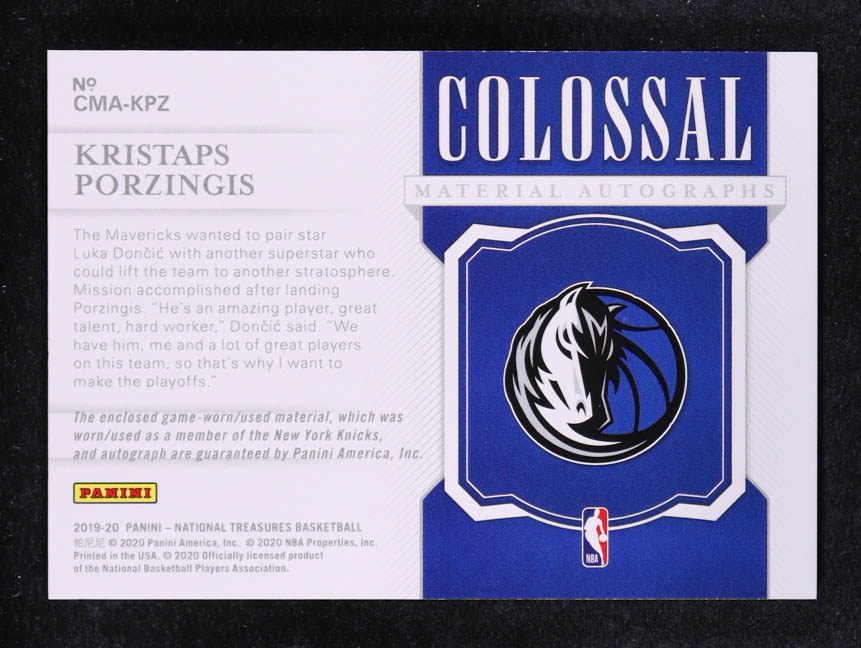 Nº
CMA-KPZ
KRISTAPS
PORZINGIS
The Mavericks wanted to pair star
Luka Dončić with another superstar who
could lift the team to another stratosphere.
Mission accomplished after landing
Porzingis. "He's an amazing player, great
talent, hard worker," Dončić said. "We
have him, me and a lot of great players
on this team, so that's why I want to
make the playoffs."
The enclosed game-worn/used material, which was
worn/used as a member of the New York Knicks,
and autograph are guaranteed by Panini America, Inc.
PANINI
2019-20 PANINI – NATIONAL TREASURES BASKETBALL
帕尼尼 © 2020 Panini America, Inc. © 2020 NBA Properties, Inc.
Printed in the USA. © 2020 Officially licensed product
of the National Basketball Players Association.
COLOSSAL
MATERIAL AUTOGRAPHS
NBA